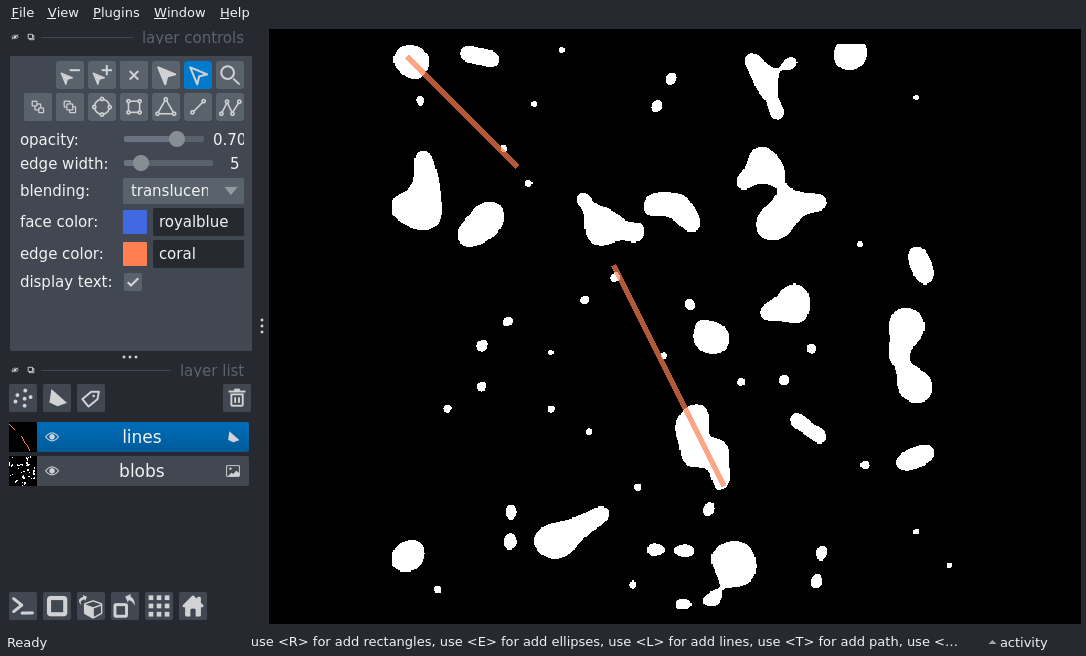 File View Plugins Window Help
layer controls
opacity: 0.70
edge width: 5
blending: translucen
face color: royalblue
edge color: coral
display text:
layer list
lines
blobs
Ready use <R> for add rectangles, use <E> for add ellipses, use <L> for add lines, use <T> for add path, use <... activity